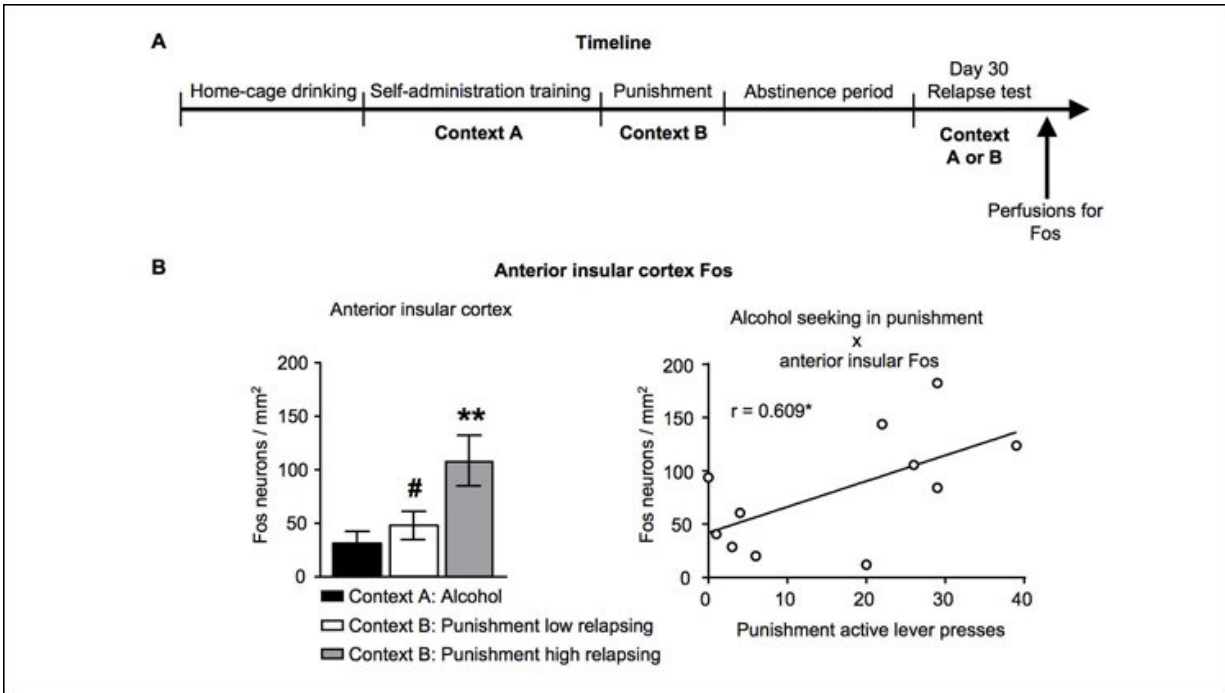 A
Timeline
Home-cage drinking
Self-administration training
Punishment
Abstinence period
Day 30
Relapse test
Context A
Context B
Context
A or B
Perfusions for
Fos
B
Anterior insular cortex Fos
Anterior insular cortex
Fos neurons / mm²
200
150
100
50
0
#
**
Context A: Alcohol
Context B: Punishment low relapsing
Context B: Punishment high relapsing
Alcohol seeking in punishment
x
anterior insular Fos
Fos neurons / mm²
200
150
100
50
0
r = 0.609*
0 10 20 30 40
Punishment active lever presses